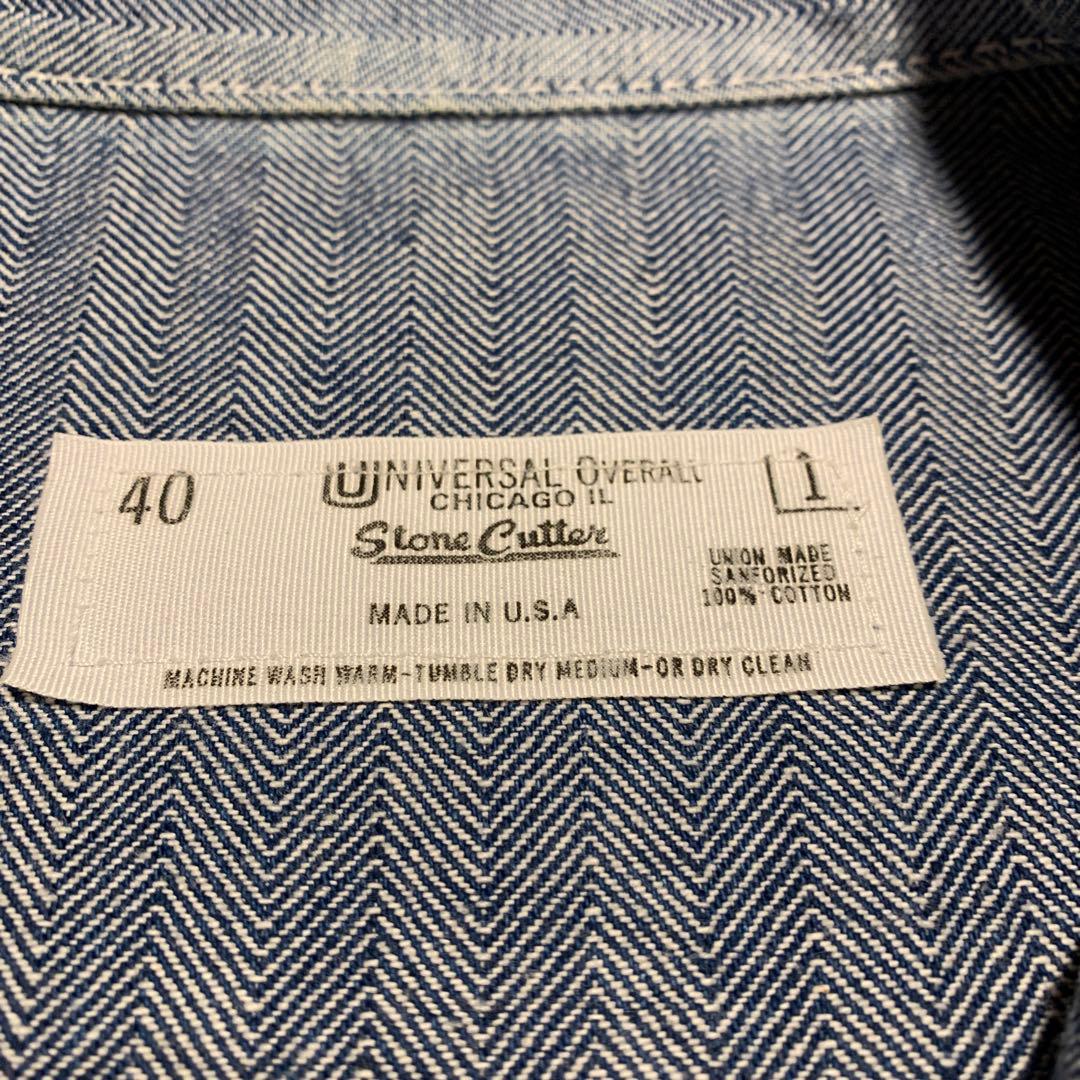 40
UNIVERSAL OVERALL
1
CHICAGO IL
Stone Cutter
UNION MADE
SANFORIZED
100% COTTON
MADE IN U.S.A
MACHINE WASH WARM-TUMBLE DRY MEDIUM-OR DRY CLEAN